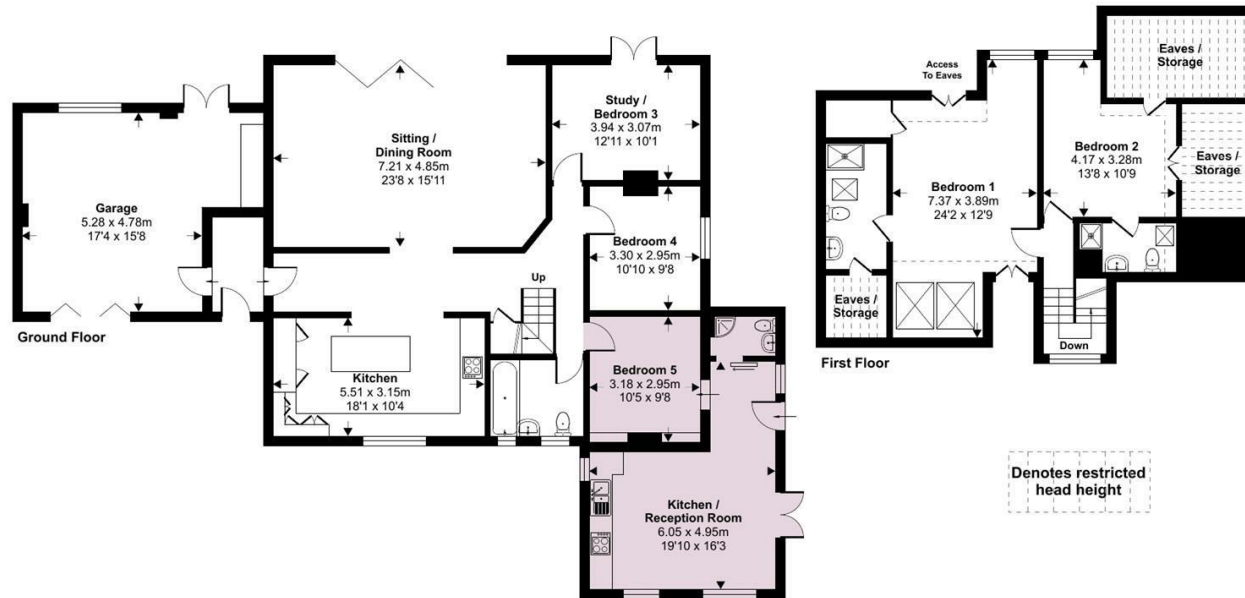 Garage
5.28 x 4.78m
17'4 x 15'8
Ground Floor
Sitting /
Dining Room
7.21 x 4.85m
23'8 x 15'11
Study /
Bedroom 3
3.94 x 3.07m
12'11 x 10'1
Bedroom 4
3.30 x 2.95m
10'10 x 9'8
Up
Kitchen
5.51 x 3.15m
18'1 x 10'4
Bedroom 5
3.18 x 2.95m
10'5 x 9'8
Kitchen /
Reception Room
6.05 x 4.95m
19'10 x 16'3
Access
To Eaves
Eaves /
Storage
Bedroom 2
4.17 x 3.28m
13'8 x 10'9
Eaves /
Storage
Bedroom 1
7.37 x 3.89m
24'2 x 12'9
Eaves /
Storage
Down
First Floor
Denotes restricted
head height